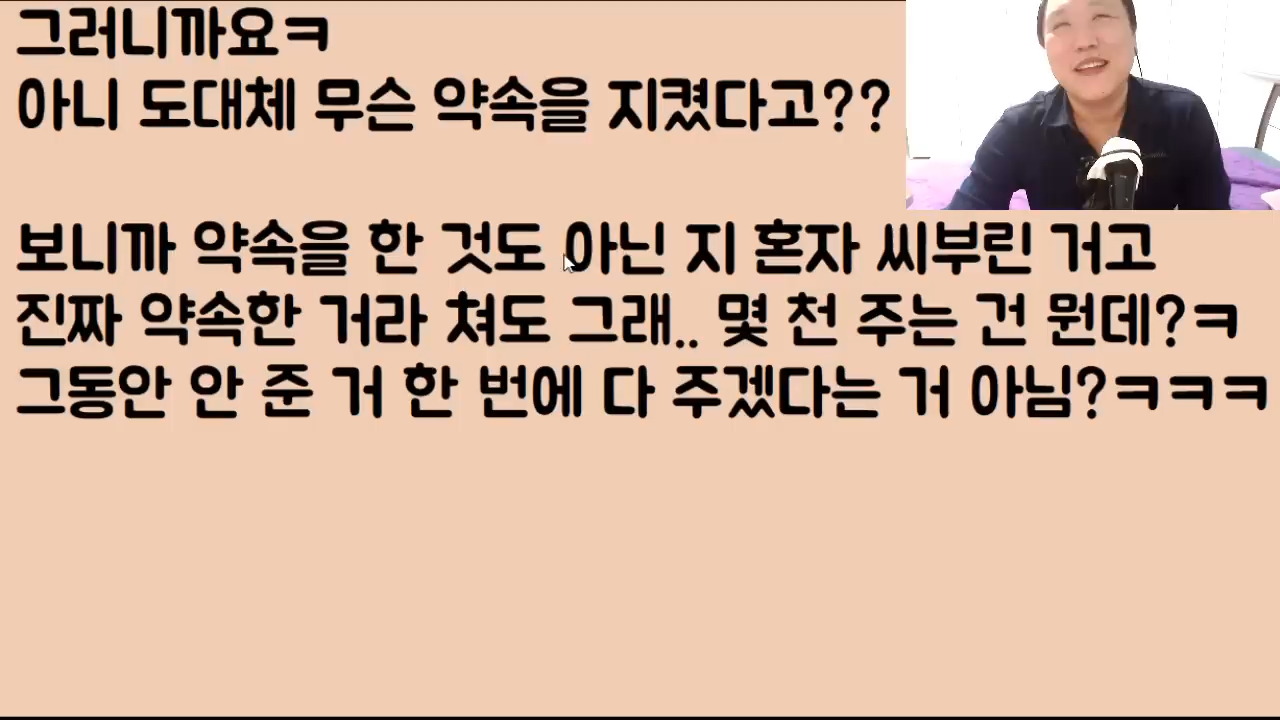 그러니까요ㅋ
아니 도대체 무슨 약속을 지켰다고??
보니까 약속을 한 것도 아닌 지 혼자 씨부린 거고
진짜 약속한 거라 쳐도 그래.. 몇 천 주는 건 뭔데?ㅋ
그동안 안 준 거 한 번에 다 주겠다는 거 아님?ㅋㅋㅋ